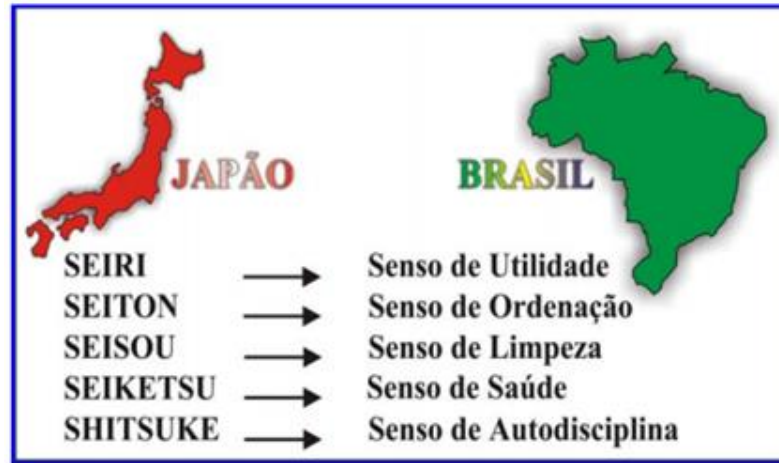 JAPÃO
BRASIL
SEIRI Senso de Utilidade
SEITON Senso de Ordenação
SEISOU Senso de Limpeza
SEIKETSU Senso de Saúde
SHITSUKE Senso de Autodisciplina